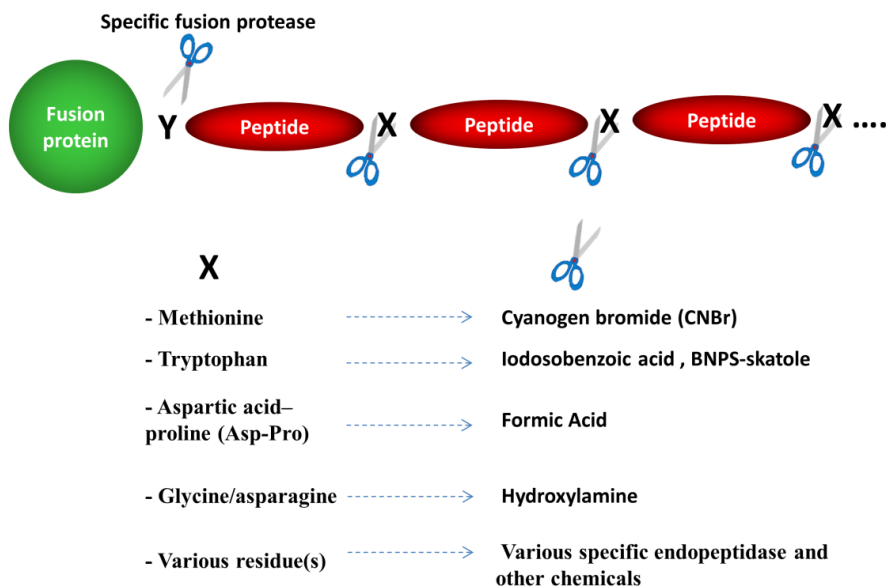 Specific fusion protease
Fusion
protein
Y
Peptide
X
Peptide
X
Peptide
X ....
X
- Methionine
Cyanogen bromide (CNBr)
- Tryptophan
Iodosobenzoic acid , BNPS-skatole
- Aspartic acid–
proline (Asp-Pro)
Formic Acid
- Glycine/asparagine
Hydroxylamine
- Various residue(s)
Various specific endopeptidase and
other chemicals